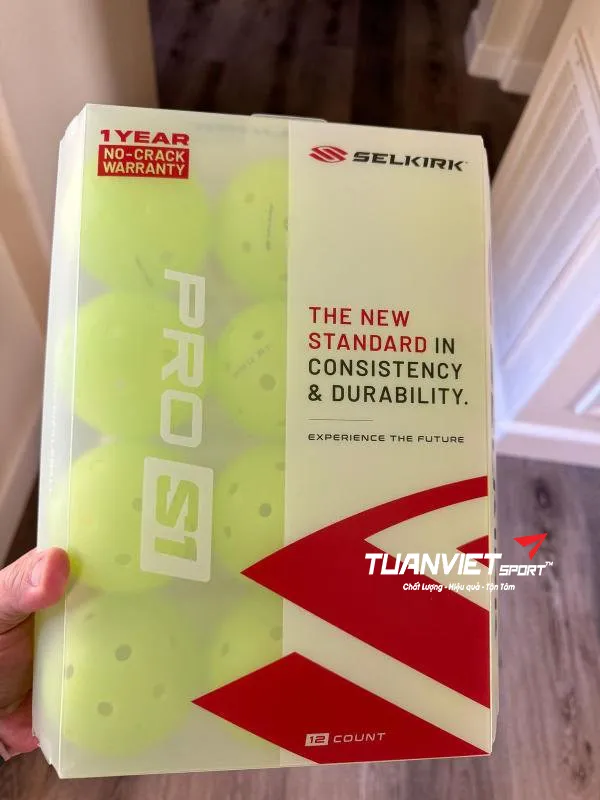 1 YEAR
NO-CRACK
WARRANTY
SELKIRK
PRO S1
THE NEW
STANDARD IN
CONSISTENCY
& DURABILITY.
EXPERIENCE THE FUTURE
TUANVIET
SPORT™
Chất Lượng - Hiệu quả - Tận Tâm
12 COUNT